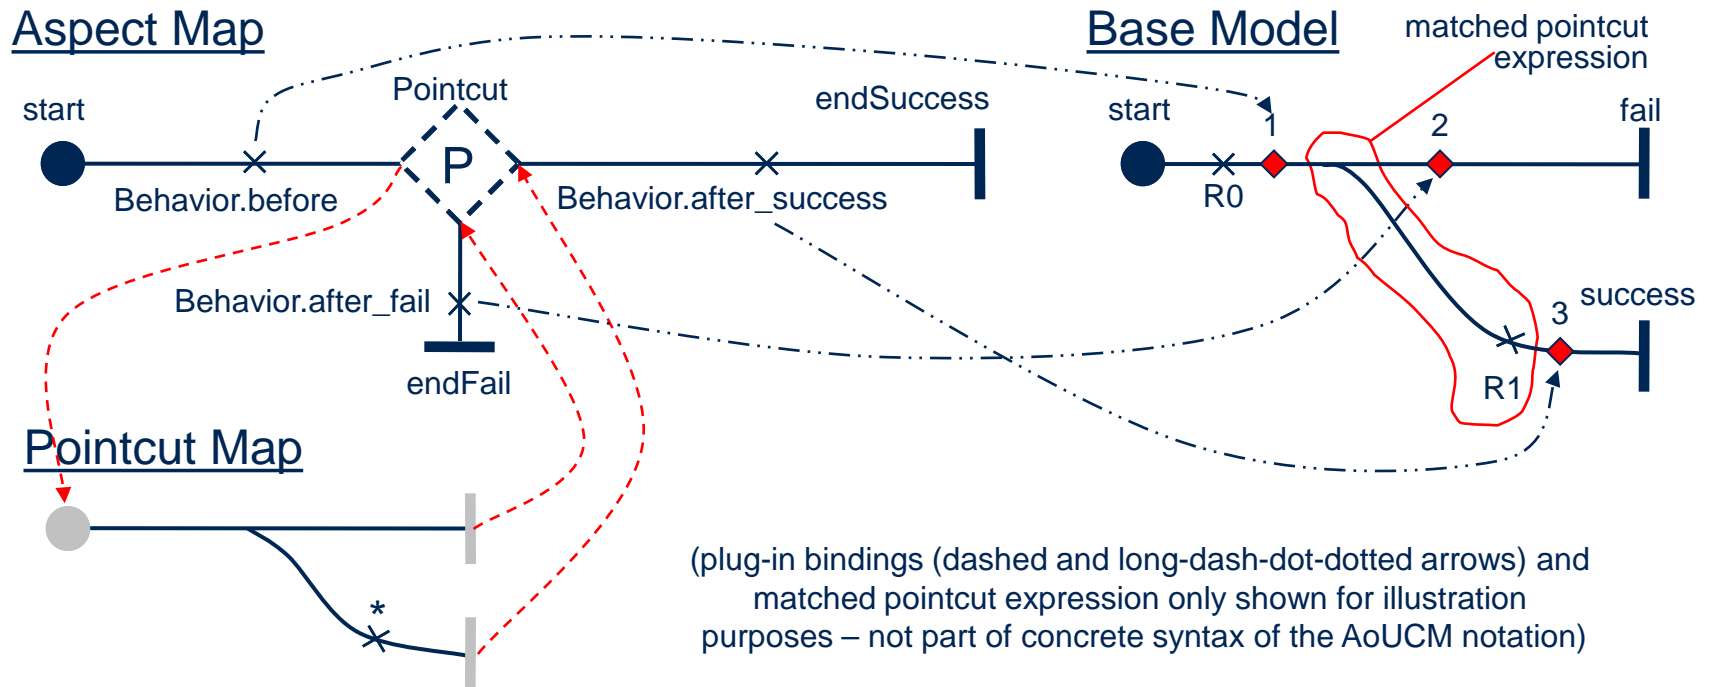 Aspect Map
Base Model
matched pointcut
expression
Pointcut
start
endSuccess
start
1
2
fail
P
Behavior.before
Behavior.after_success
R0
Behavior.after_fail
success
3
endFail
R1
Pointcut Map
*
(plug-in bindings (dashed and long-dash-dot-dotted arrows) and
matched pointcut expression only shown for illustration
purposes – not part of concrete syntax of the AoUCM notation)